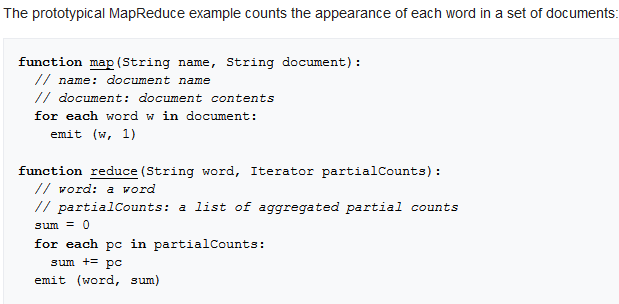 The prototypical MapReduce example counts the appearance of each word in a set of documents:
function map(String name, String document):
// name: document name
// document: document contents
for each word w in document:
emit (w, 1)
function reduce(String word, Iterator partialCounts):
// word: a word
// partialCounts: a list of aggregated partial counts
sum = 0
for each pc in partialCounts:
sum += pc
emit (word, sum)